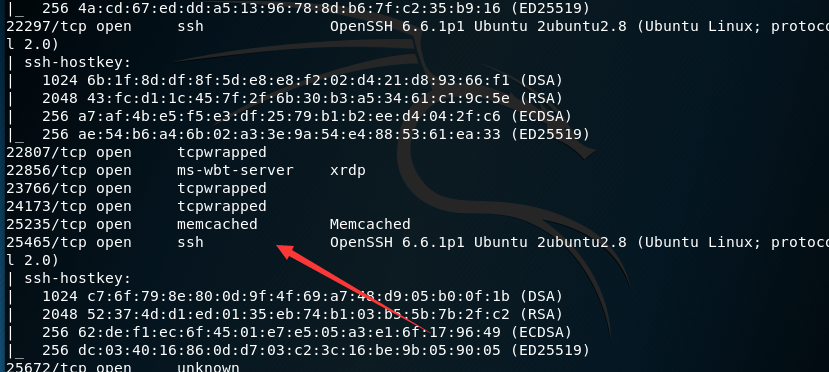 |_  256 4a:cd:67:ed:dd:a5:13:96:78:8d:b6:7f:c2:35:b9:16 (ED25519)
22297/tcp open     ssh              OpenSSH 6.6.1p1 Ubuntu 2ubuntu2.8 (Ubuntu Linux; protoco
l 2.0)
| ssh-hostkey:
|   1024 6b:1f:8d:df:8f:5d:e8:e8:f2:02:d4:21:d8:93:66:f1 (DSA)
|   2048 43:fc:d1:1c:45:7f:2f:6b:30:b3:a5:34:61:c1:9c:5e (RSA)
|   256 a7:af:4b:e5:f5:e3:df:25:79:b1:b2:ee:d4:04:2f:c6 (ECDSA)
|_  256 ae:54:b6:a4:6b:02:a3:3e:9a:54:e4:88:53:61:ea:33 (ED25519)
22807/tcp open     tcpwrapped
22856/tcp open     ms-wbt-server    xrdp
23766/tcp open     tcpwrapped
24173/tcp open     tcpwrapped
25235/tcp open     memcached        Memcached
25465/tcp open     ssh              OpenSSH 6.6.1p1 Ubuntu 2ubuntu2.8 (Ubuntu Linux; protoco
l 2.0)
| ssh-hostkey:
|   1024 c7:6f:79:8e:80:0d:9f:4f:69:a7:48:d9:05:b0:0f:1b (DSA)
|   2048 52:37:4d:d1:ed:01:35:eb:74:b1:03:b5:5b:7b:2f:c2 (RSA)
|   256 62:de:f1:ec:6f:45:01:e7:e5:05:a3:e1:6f:17:96:49 (ECDSA)
|_  256 dc:03:40:16:86:0d:d7:03:c2:3c:16:be:9b:05:90:05 (ED25519)
25672/tcp open     unknown